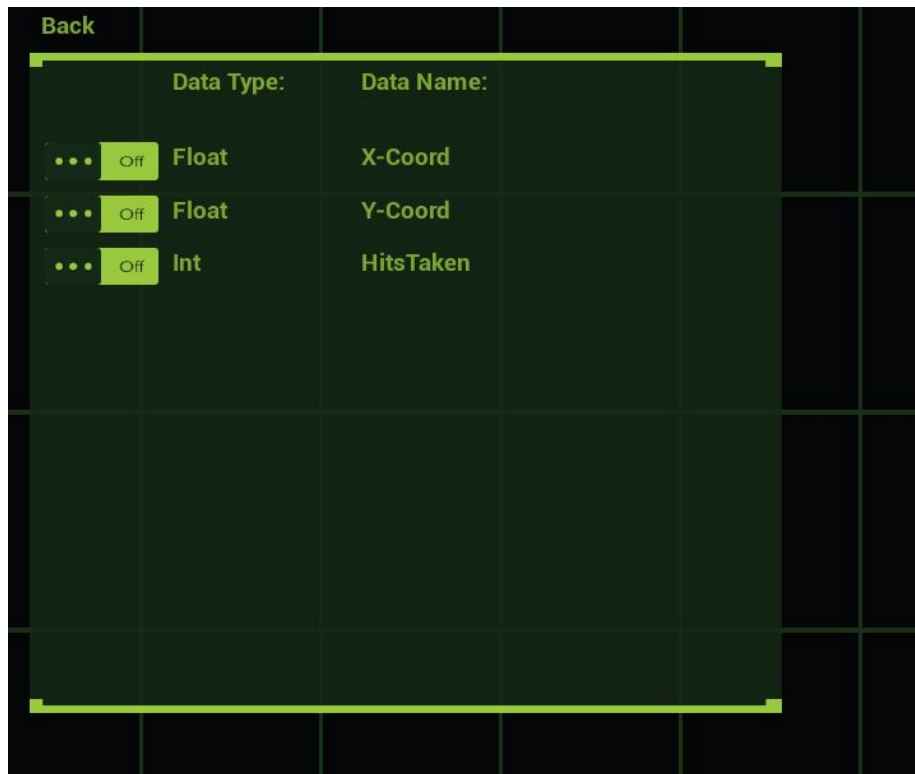 Back
Data Type: Data Name:
Off Float X-Coord
Off Float Y-Coord
Off Int HitsTaken